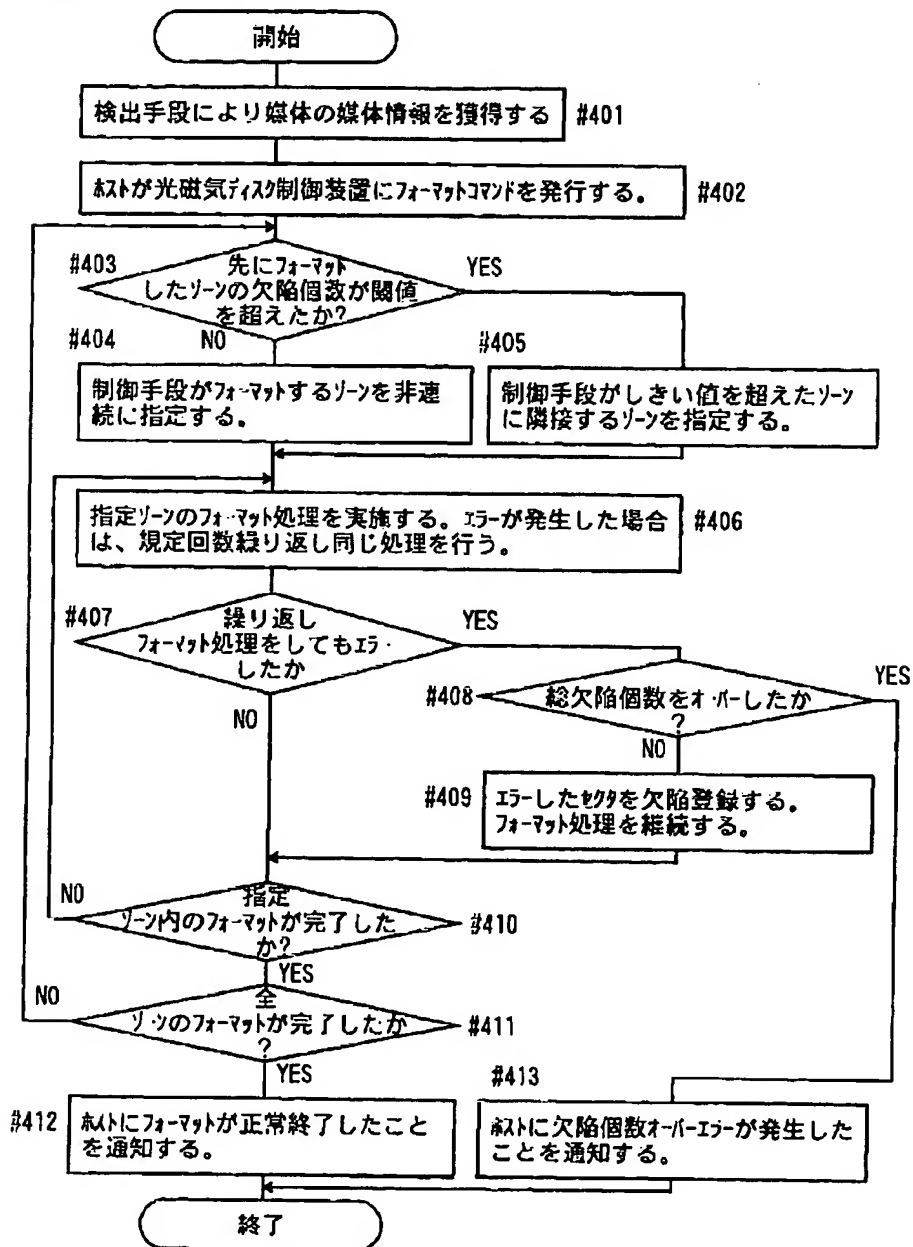 開始
検出手段により媒体の媒体情報を獲得する
#401
ホストが光磁気ディスク制御装置にフォーマットコマンドを発行する。
#402
#403
先にフォーマット
したゾーンの欠陥個数が閾値
を超えたか?
YES
NO
#404
制御手段がフォーマットするゾーンを非連
続に指定する。
#405
制御手段がしきい値を超えたゾーン
に隣接するゾーンを指定する。
指定ゾーンのフォーマット処理を実施する。エラーが発生した場合
は、規定回数繰り返し同じ処理を行う。
#406
#407
繰り返し
フォーマット処理をしてもエラー
したか
YES
NO
#408
総欠陥個数をオーバーしたか
?
YES
NO
#409
エラーしたセクタを欠陥登録する。
フォーマット処理を継続する。
NO
指定
ゾーン内のフォーマットが完了した
か?
#410
YES
NO
全
ゾーンのフォーマットが完了したか
?
#411
YES
#412
ホストにフォーマットが正常終了したこと
を通知する。
#413
ホストに欠陥個数オーバーエラーが発生した
ことを通知する。
終了